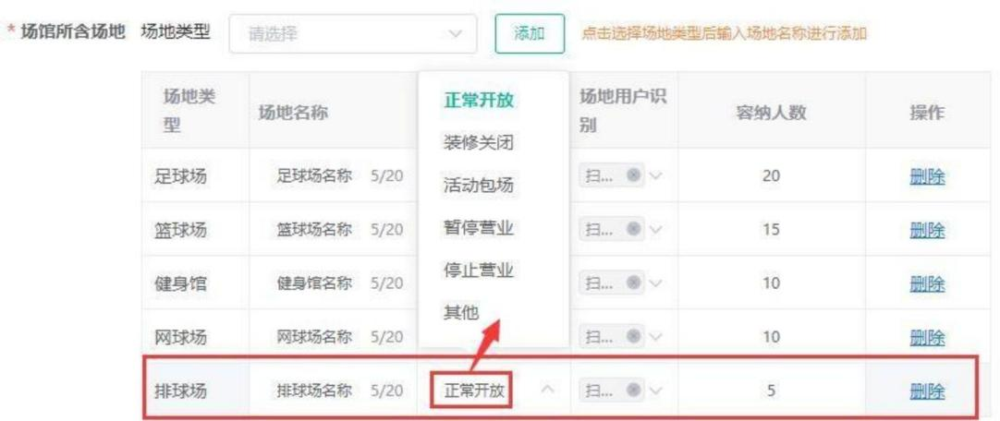 * 场馆所含场地 场地类型 请选择 添加 点击选择场地类型后输入场地名称进行添加
场地类型 场地名称 场地用户识别 容纳人数 操作
正常开放
装修关闭
活动包场
暂停营业
停止营业
其他
足球场 足球场名称 5/20 扫... 20 删除
篮球场 篮球场名称 5/20 扫... 15 删除
健身馆 健身馆名称 5/20 扫... 10 删除
网球场 网球场名称 5/20 扫... 10 删除
排球场 排球场名称 5/20 正常开放 扫... 5 删除